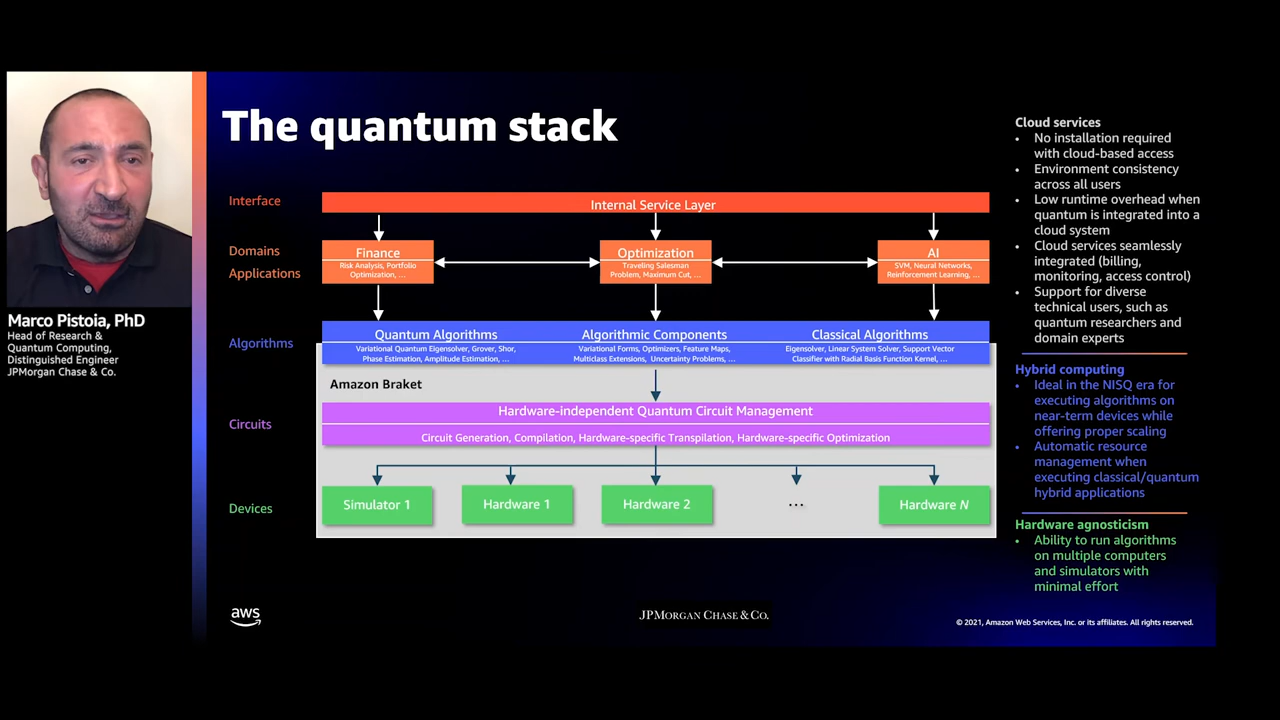 The quantum stack
Marco Pistoia, PhD
Head of Research &
Quantum Computing,
Distinguished Engineer
JPMorgan Chase & Co.
Interface
Internal Service Layer
Domains
Applications
Finance
Risk Analysis, Portfolio
Optimization, ...
Optimization
Traveling Salesman
Problem, Maximum Cut, ...
AI
SVM, Neural Networks,
Reinforcement Learning, ...
Algorithms
Quantum Algorithms
Variational Quantum Eigensolver, Grover, Shor,
Phase Estimation, Amplitude Estimation, ...
Algorithmic Components
Variational Forms, Optimizers, Feature Maps,
Multiclass Extensions, Uncertainty Problems, ...
Classical Algorithms
Eigensolver, Linear System Solver, Support Vector
Classifier with Radial Basis Function Kernel, ...
Amazon Braket
Circuits
Hardware-independent Quantum Circuit Management
Circuit Generation, Compilation, Hardware-specific Transpilation, Hardware-specific Optimization
Devices
Simulator 1
Hardware 1
Hardware 2
...
Hardware N
Cloud services
• No installation required
with cloud-based access
• Environment consistency
across all users
• Low runtime overhead when
quantum is integrated into a
cloud system
• Cloud services seamlessly
integrated (billing,
monitoring, access control)
• Support for diverse
technical users, such as
quantum researchers and
domain experts
Hybrid computing
• Ideal in the NISQ era for
executing algorithms on
near-term devices while
offering proper scaling
• Automatic resource
management when
executing classical/quantum
hybrid applications
Hardware agnosticism
• Ability to run algorithms
on multiple computers
and simulators with
minimal effort
aws
JPMORGAN CHASE & CO.
© 2021, Amazon Web Services, Inc. or its affiliates. All rights reserved.